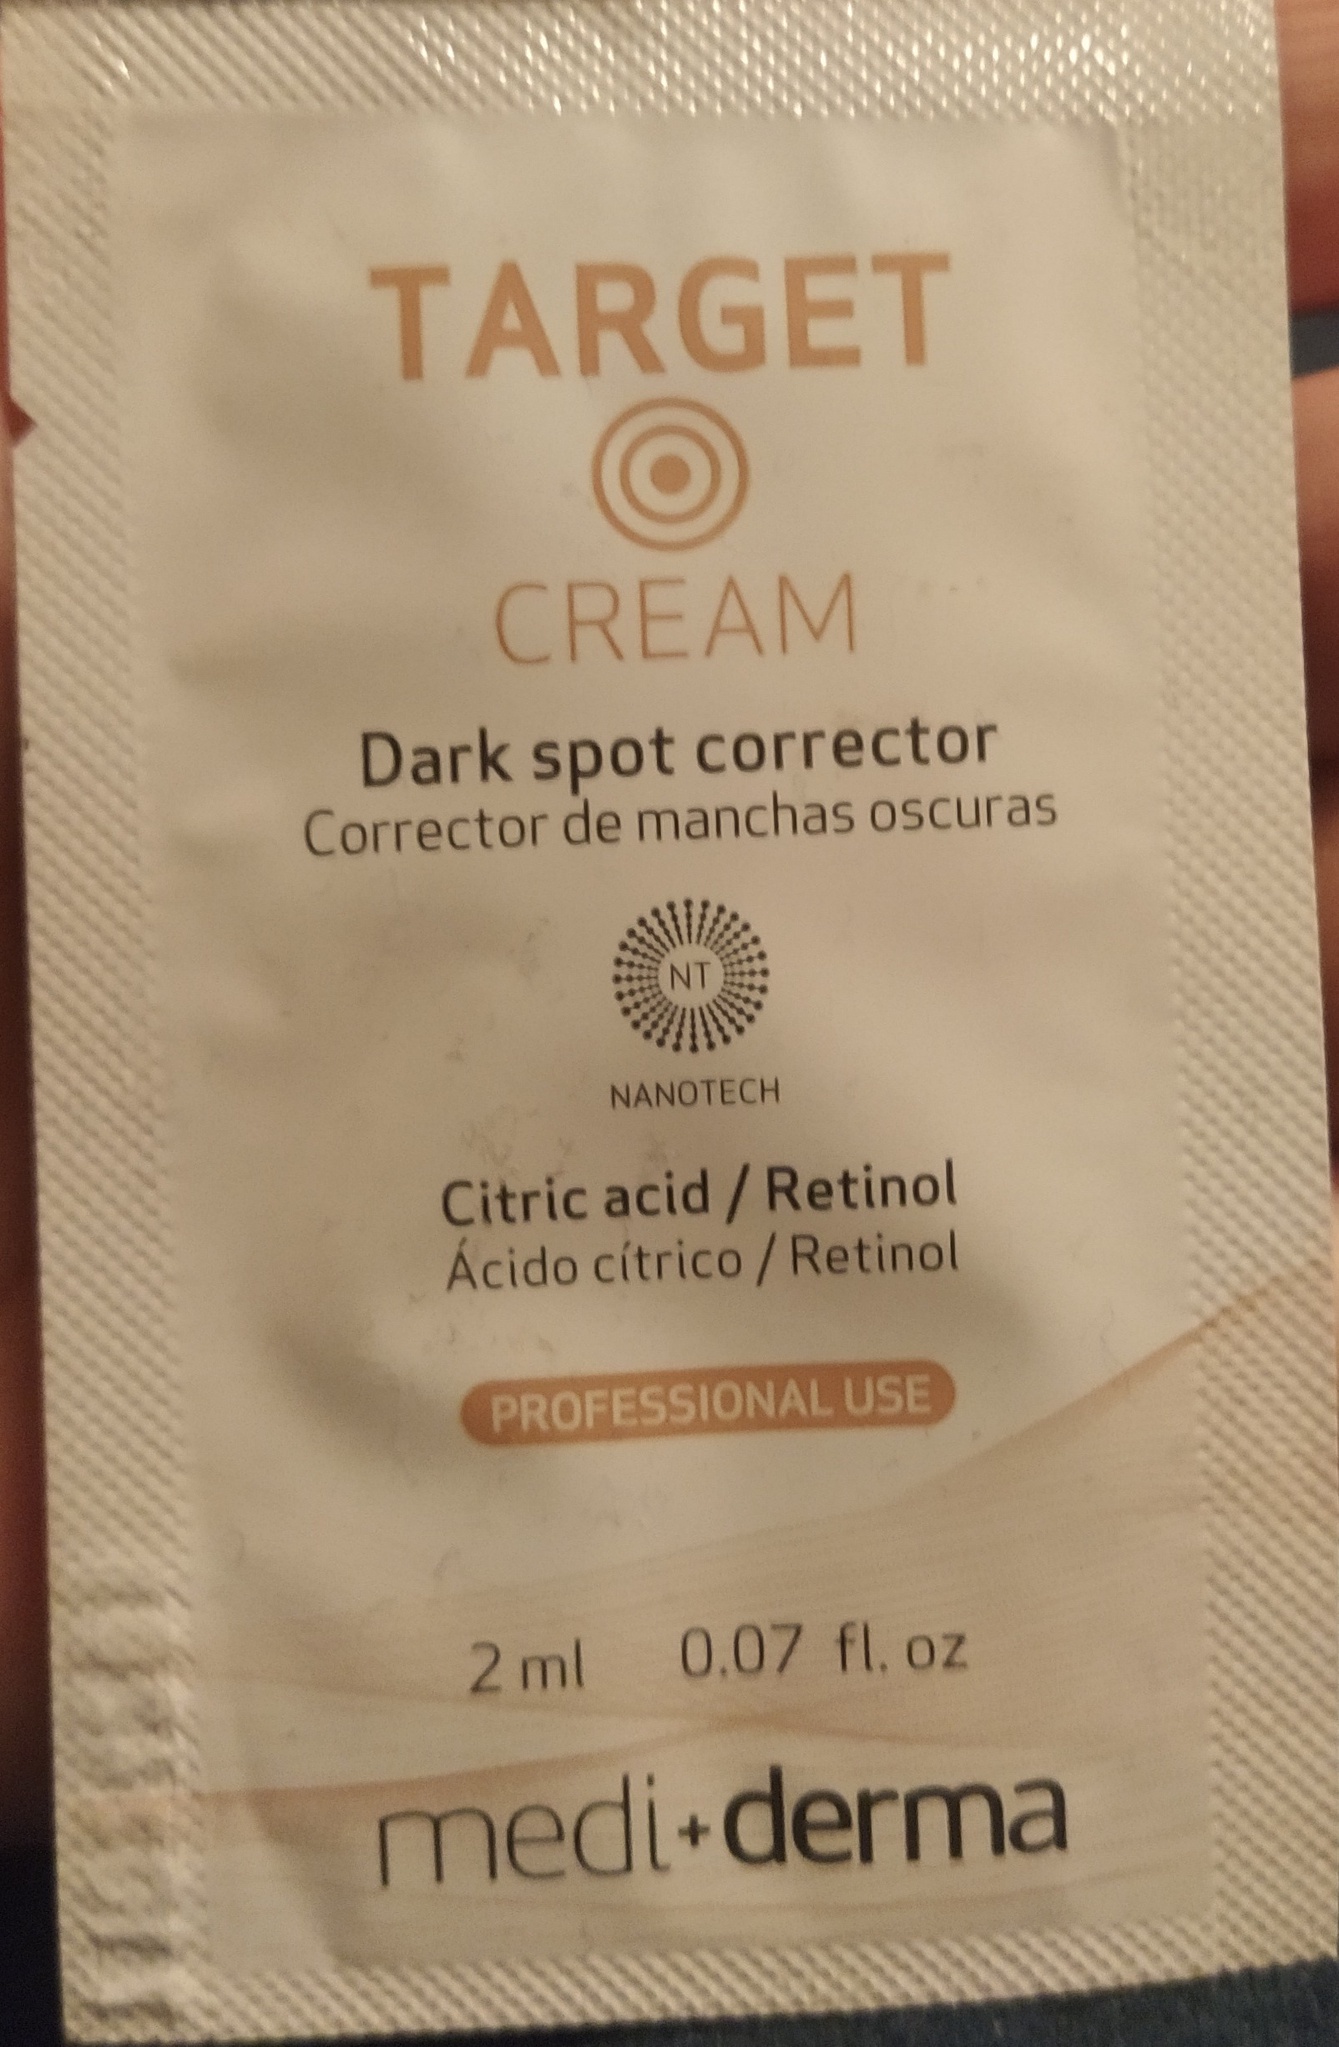 TARGET
CREAM
Dark spot corrector
Corrector de manchas oscuras
NT
NANOTECH
Citric acid / Retinol
Ácido cítrico / Retinol
PROFESSIONAL USE
2 ml 0.07 fl. oz
medi+derma